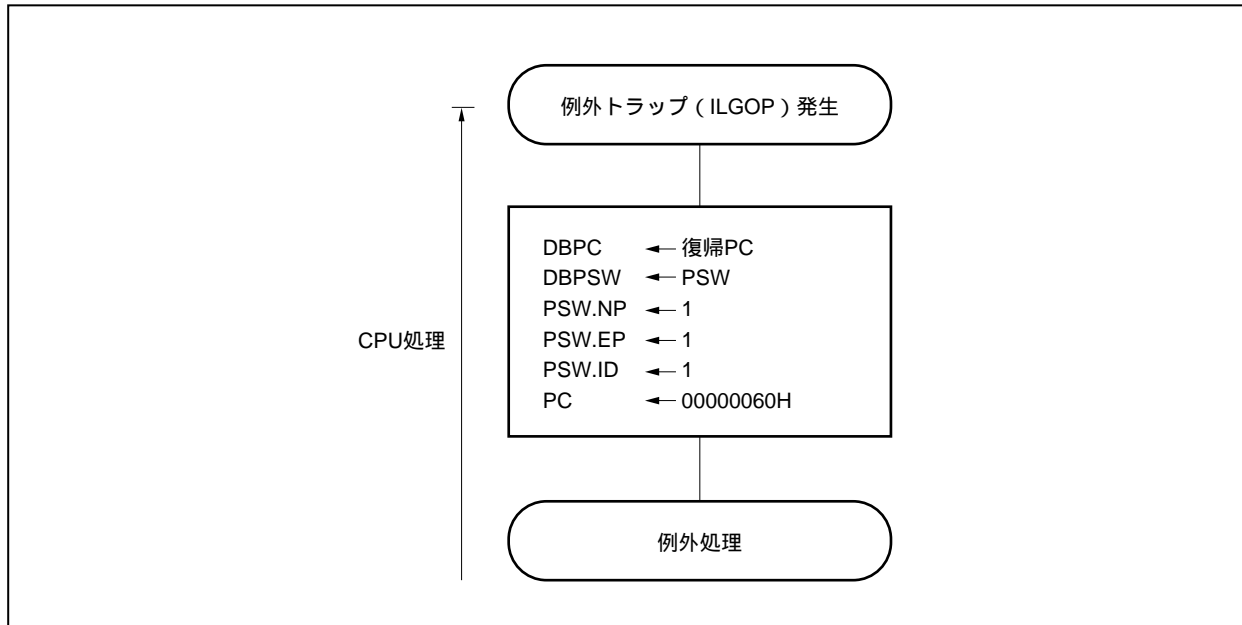 例外トラップ（ILGOP）発生
DBPC ← 復帰PC
DBPSW ← PSW
PSW.NP ← 1
PSW.EP ← 1
PSW.ID ← 1
PC ← 00000060H
CPU処理
例外処理